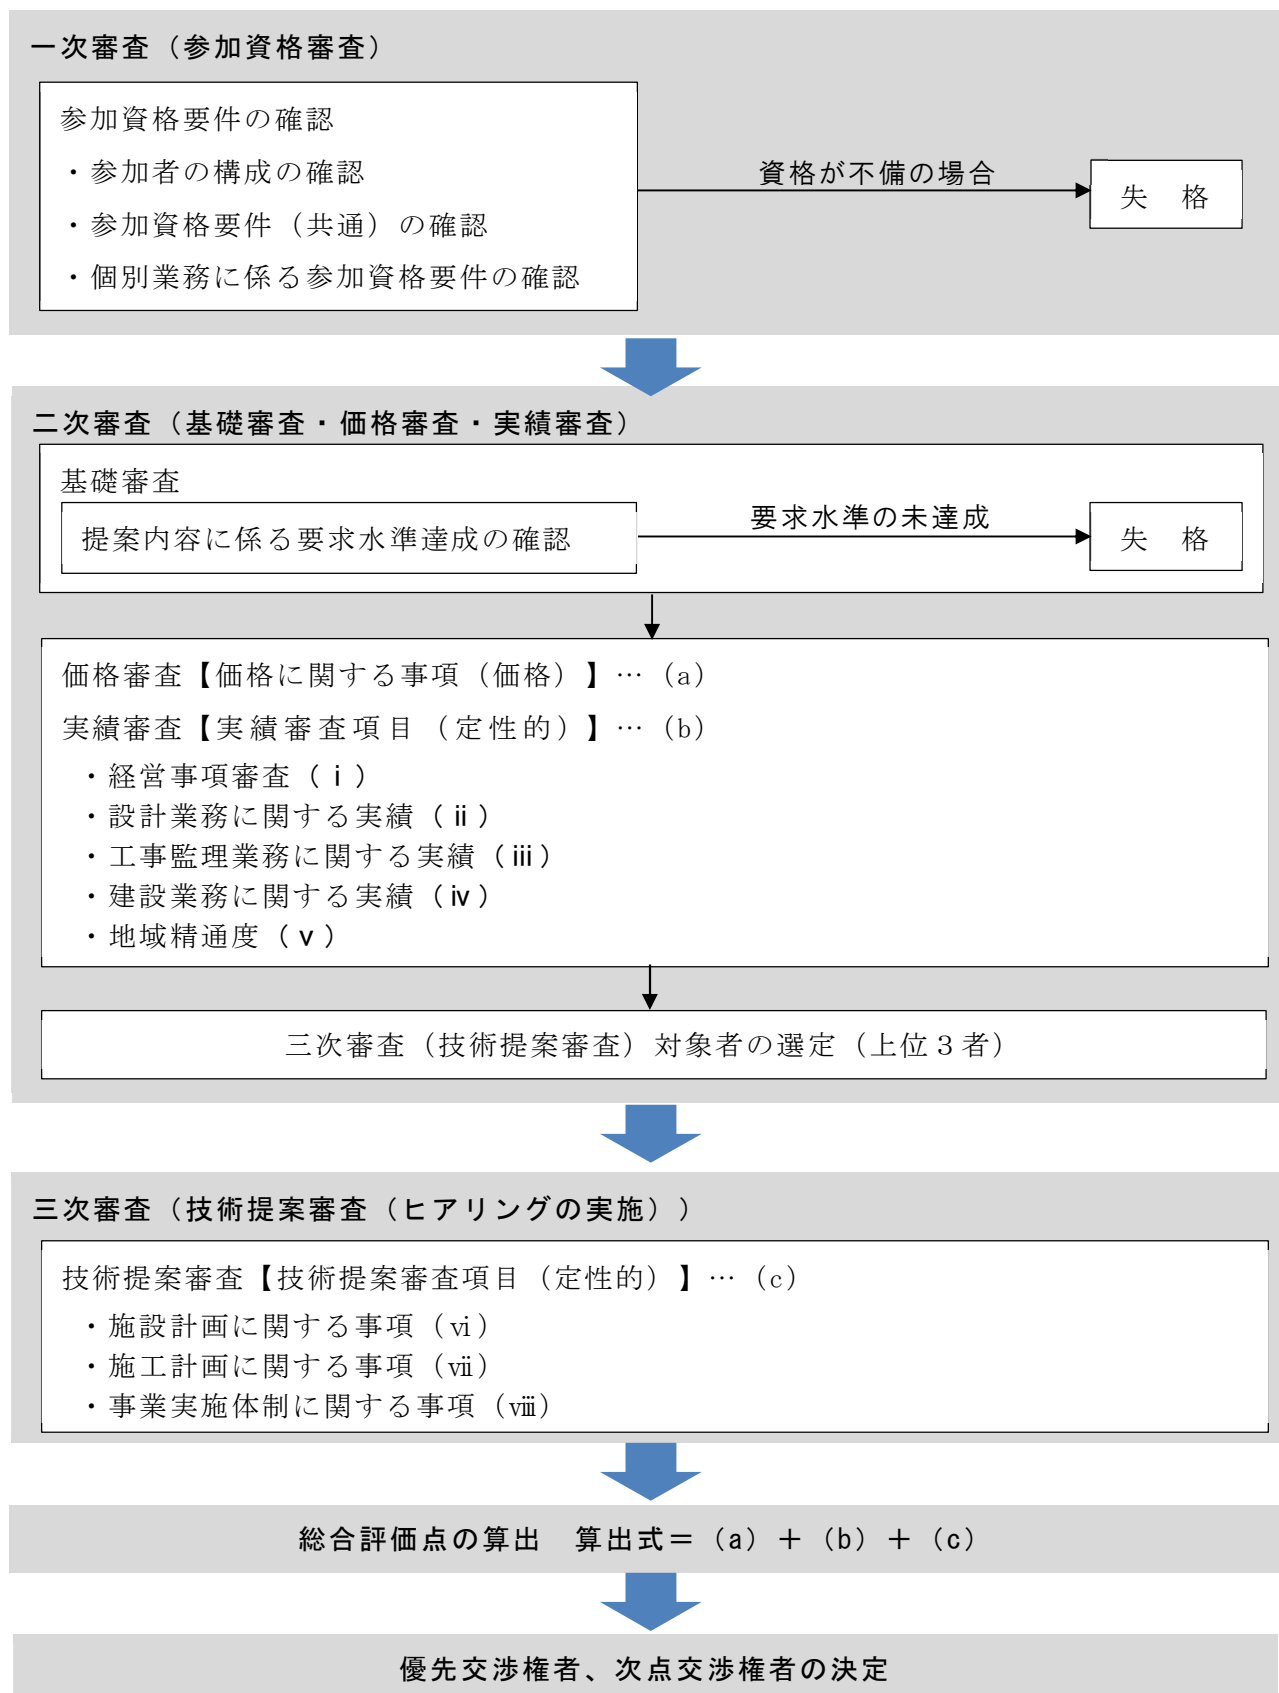 一次審査（参加資格審査）
参加資格要件の確認
・参加者の構成の確認
・参加資格要件（共通）の確認
・個別業務に係る参加資格要件の確認
資格が不備の場合
失　格
二次審査（基礎審査・価格審査・実績審査）
基礎審査
提案内容に係る要求水準達成の確認
要求水準の未達成
失　格
価格審査【価格に関する事項（価格）】…（a）
実績審査【実績審査項目（定性的）】…（b）
・経営事項審査（ⅰ）
・設計業務に関する実績（ⅱ）
・工事監理業務に関する実績（ⅲ）
・建設業務に関する実績（ⅳ）
・地域精通度（ⅴ）
三次審査（技術提案審査）対象者の選定（上位３者）
三次審査（技術提案審査（ヒアリングの実施））
技術提案審査【技術提案審査項目（定性的）】…（c）
・施設計画に関する事項（ⅵ）
・施工計画に関する事項（ⅶ）
・事業実施体制に関する事項（ⅷ）
総合評価点の算出　算出式＝（a）＋（b）＋（c）
優先交渉権者、次点交渉権者の決定